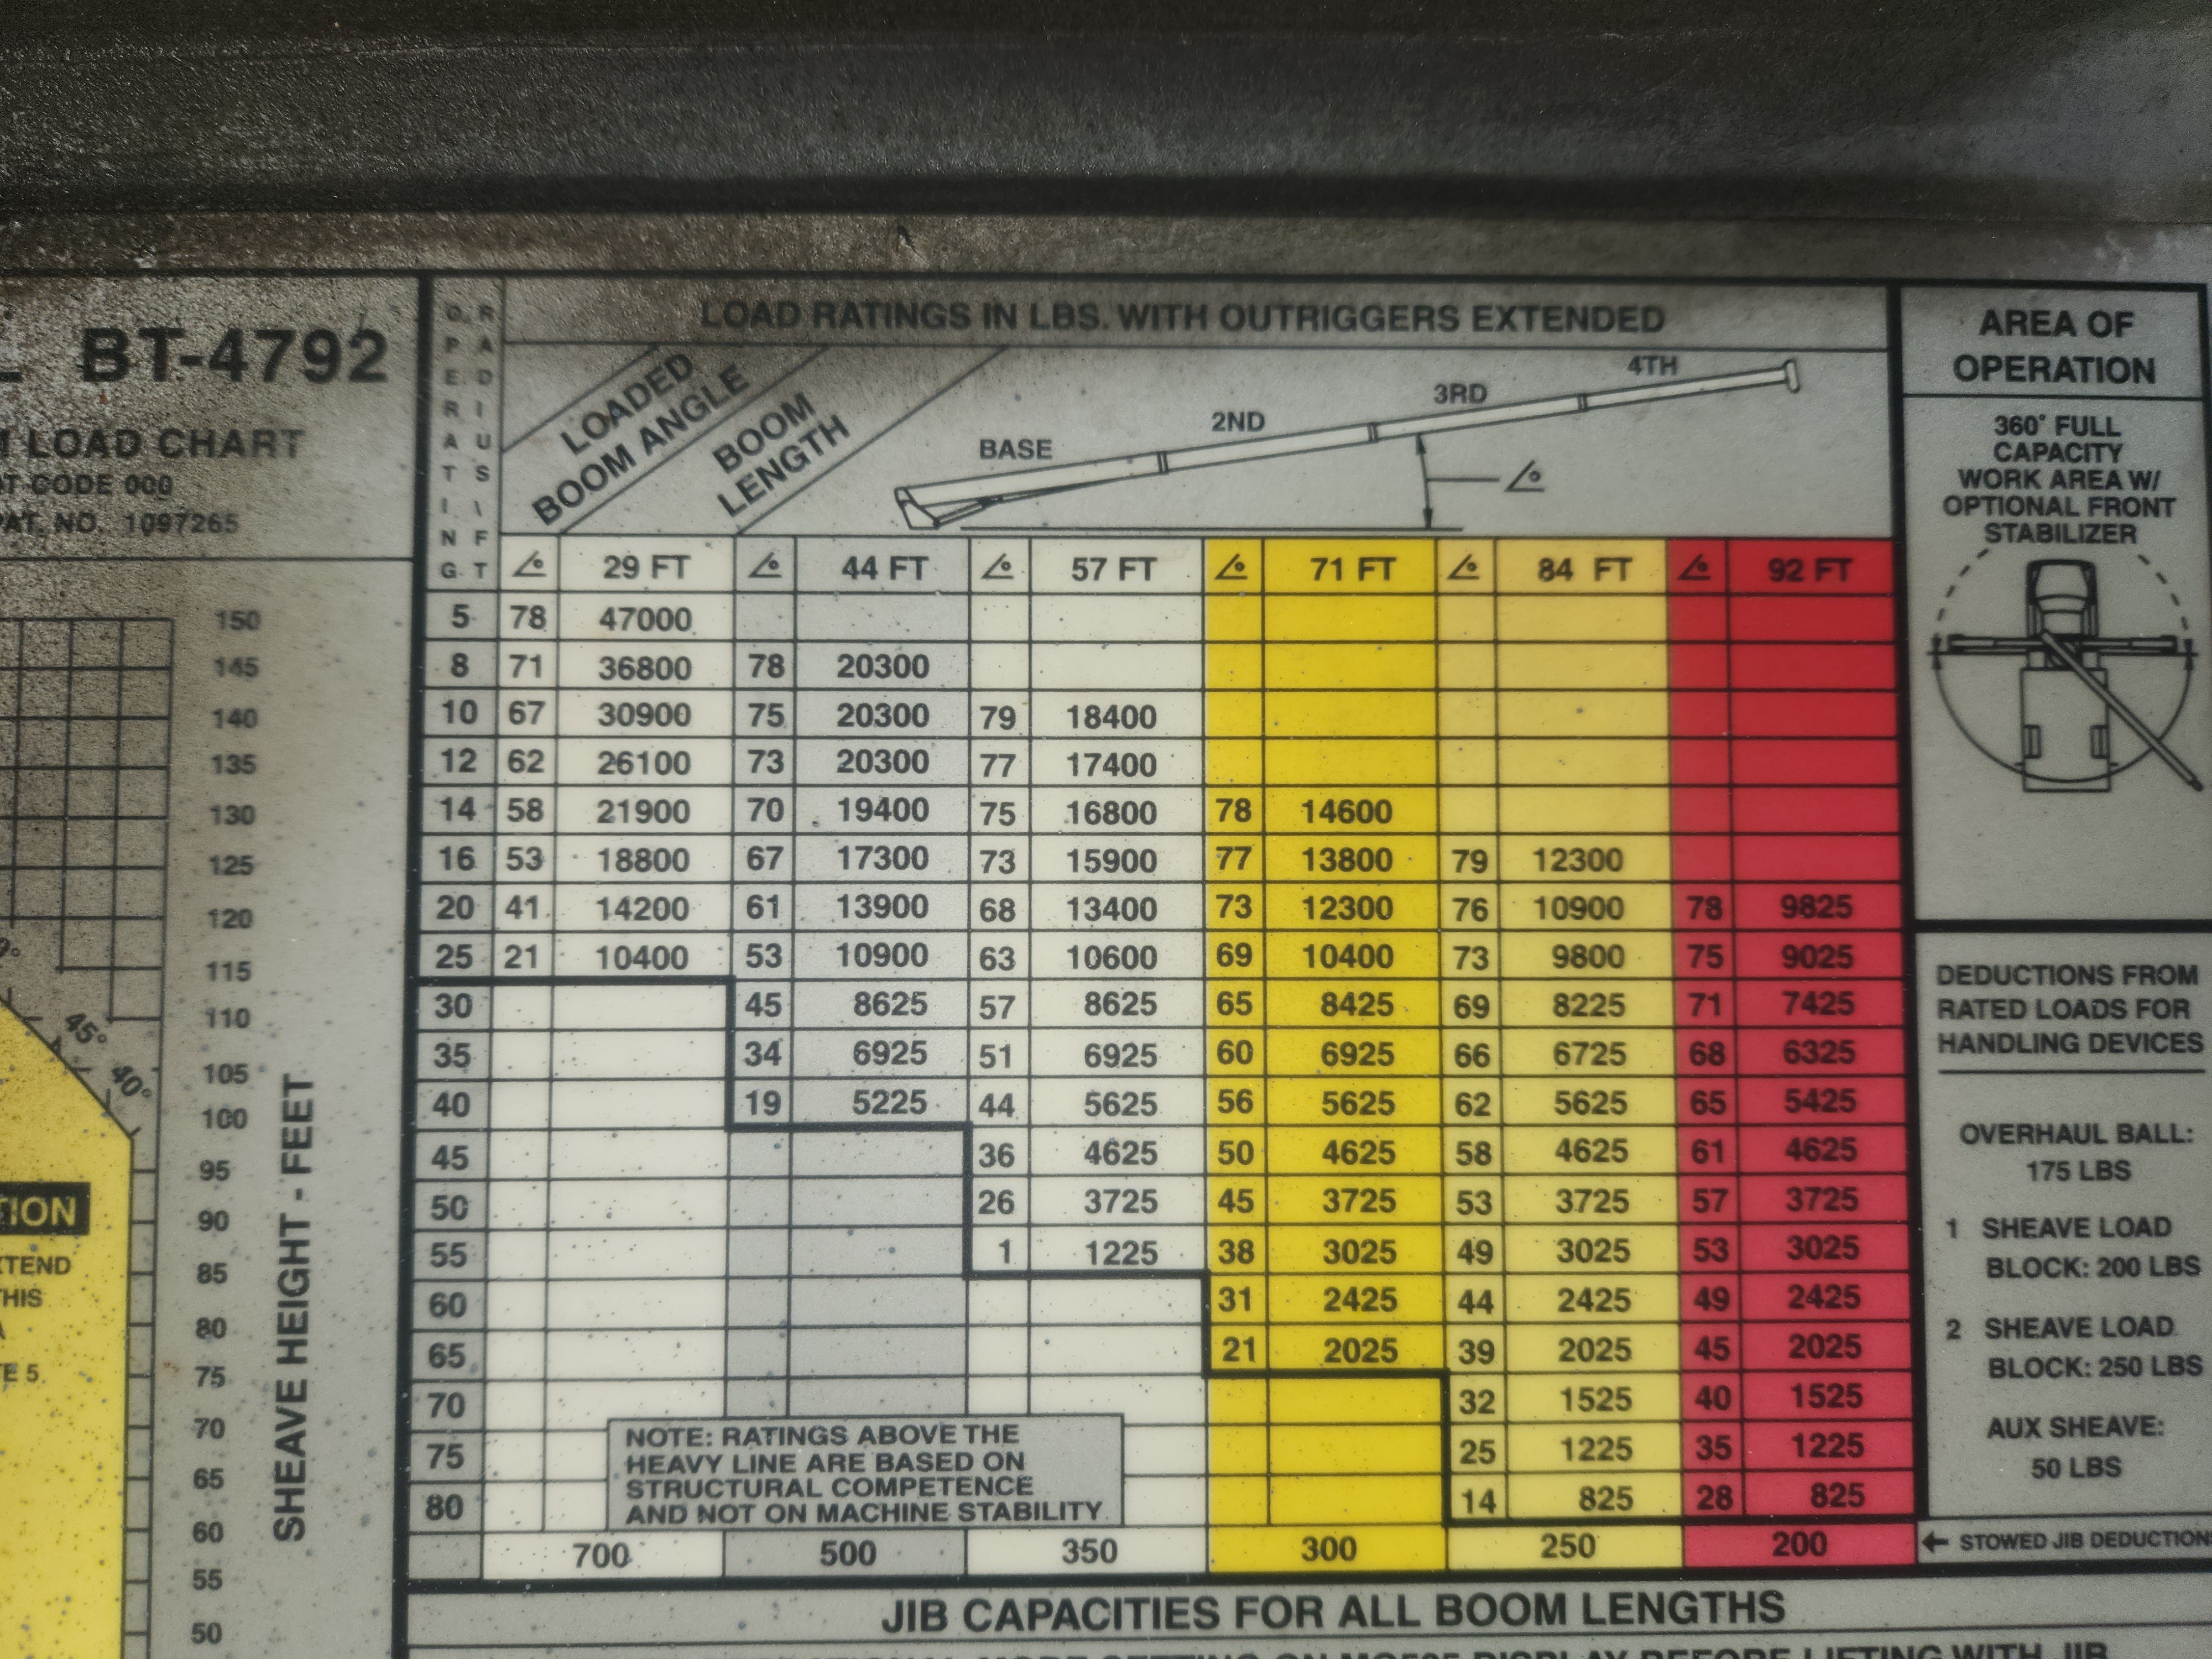 BT-4792
LOAD CHART
CODE 000
PAT. NO. 1097265
150
145
140
135
130
125
120
115
110
105
100
95
90
85
80
75
70
65
60
55
50
45°
40°
SHEAVE HEIGHT - FEET
OPERATING
RADIUS \ FT
LOAD RATINGS IN LBS. WITH OUTRIGGERS EXTENDED
LOADED
BOOM ANGLE
BOOM
LENGTH
BASE
2ND
3RD
4TH
29 FT 44 FT 57 FT 71 FT 84 FT 92 FT
5 78 47000
8 71 36800 78 20300
10 67 30900 75 20300 79 18400
12 62 26100 73 20300 77 17400
14 58 21900 70 19400 75 16800 78 14600
16 53 18800 67 17300 73 15900 77 13800 79 12300
20 41 14200 61 13900 68 13400 73 12300 76 10900 78 9825
25 21 10400 53 10900 63 10600 69 10400 73 9800 75 9025
30 45 8625 57 8625 65 8425 69 8225 71 7425
35 34 6925 51 6925 60 6925 66 6725 68 6325
40 19 5225 44 5625 56 5625 62 5625 65 5425
45 36 4625 50 4625 58 4625 61 4625
50 26 3725 45 3725 53 3725 57 3725
55 1 1225 38 3025 49 3025 53 3025
60 31 2425 44 2425 49 2425
65 21 2025 39 2025 45 2025
70 32 1525 40 1525
75 25 1225 35 1225
80 14 825 28 825
NOTE: RATINGS ABOVE THE
HEAVY LINE ARE BASED ON
STRUCTURAL COMPETENCE
AND NOT ON MACHINE STABILITY
700 500 350 300 250 200
← STOWED JIB DEDUCTION
JIB CAPACITIES FOR ALL BOOM LENGTHS
AREA OF
OPERATION
360° FULL
CAPACITY
WORK AREA W/
OPTIONAL FRONT
STABILIZER
DEDUCTIONS FROM
RATED LOADS FOR
HANDLING DEVICES
OVERHAUL BALL:
175 LBS
1 SHEAVE LOAD
BLOCK: 200 LBS
2 SHEAVE LOAD
BLOCK: 250 LBS
AUX SHEAVE:
50 LBS